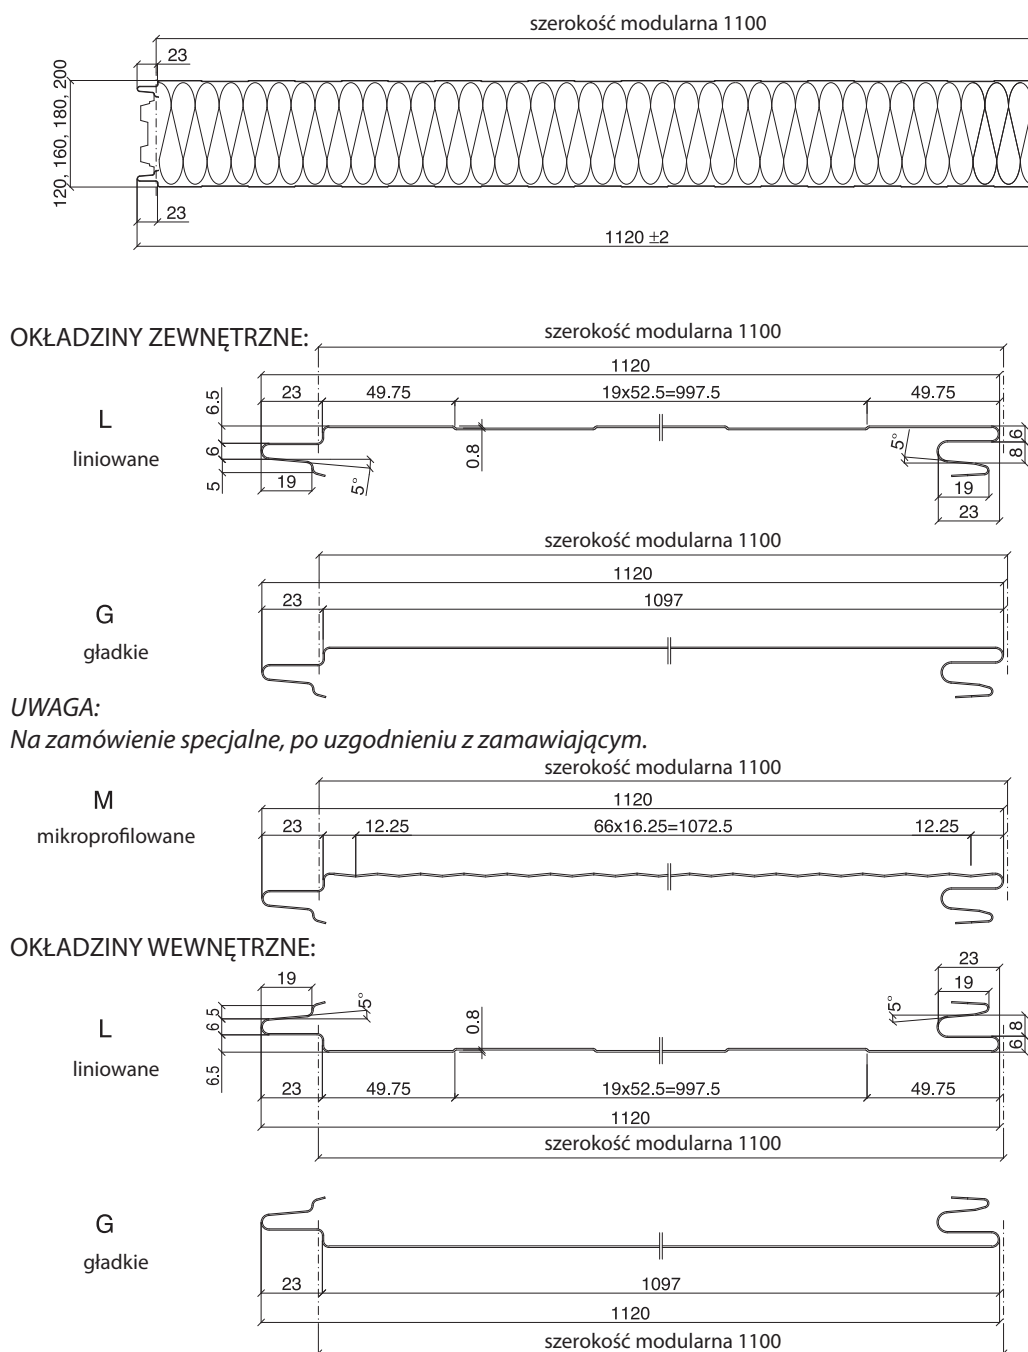 szerokość modularna 1100
23
120, 160, 180, 200
23
1120 ±2
OKŁADZINY ZEWNĘTRZNE:
szerokość modularna 1100
1120
23 49.75 19x52.5=997.5 49.75
6.5
L
liniowane
6
5
19
5°
0.8
5°
6
8
19
23
szerokość modularna 1100
1120
23 1097
G
gładkie
UWAGA:
Na zamówienie specjalne, po uzgodnieniu z zamawiającym.
szerokość modularna 1100
M
mikroprofilowane
1120
23 12.25 66x16.25=1072.5 12.25
OKŁADZINY WEWNĘTRZNE:
23
19
19
5°
5°
6 5
L
liniowane
6.5
0.8
8
6
23 49.75 19x52.5=997.5 49.75
1120
szerokość modularna 1100
G
gładkie
23 1097
1120
szerokość modularna 1100